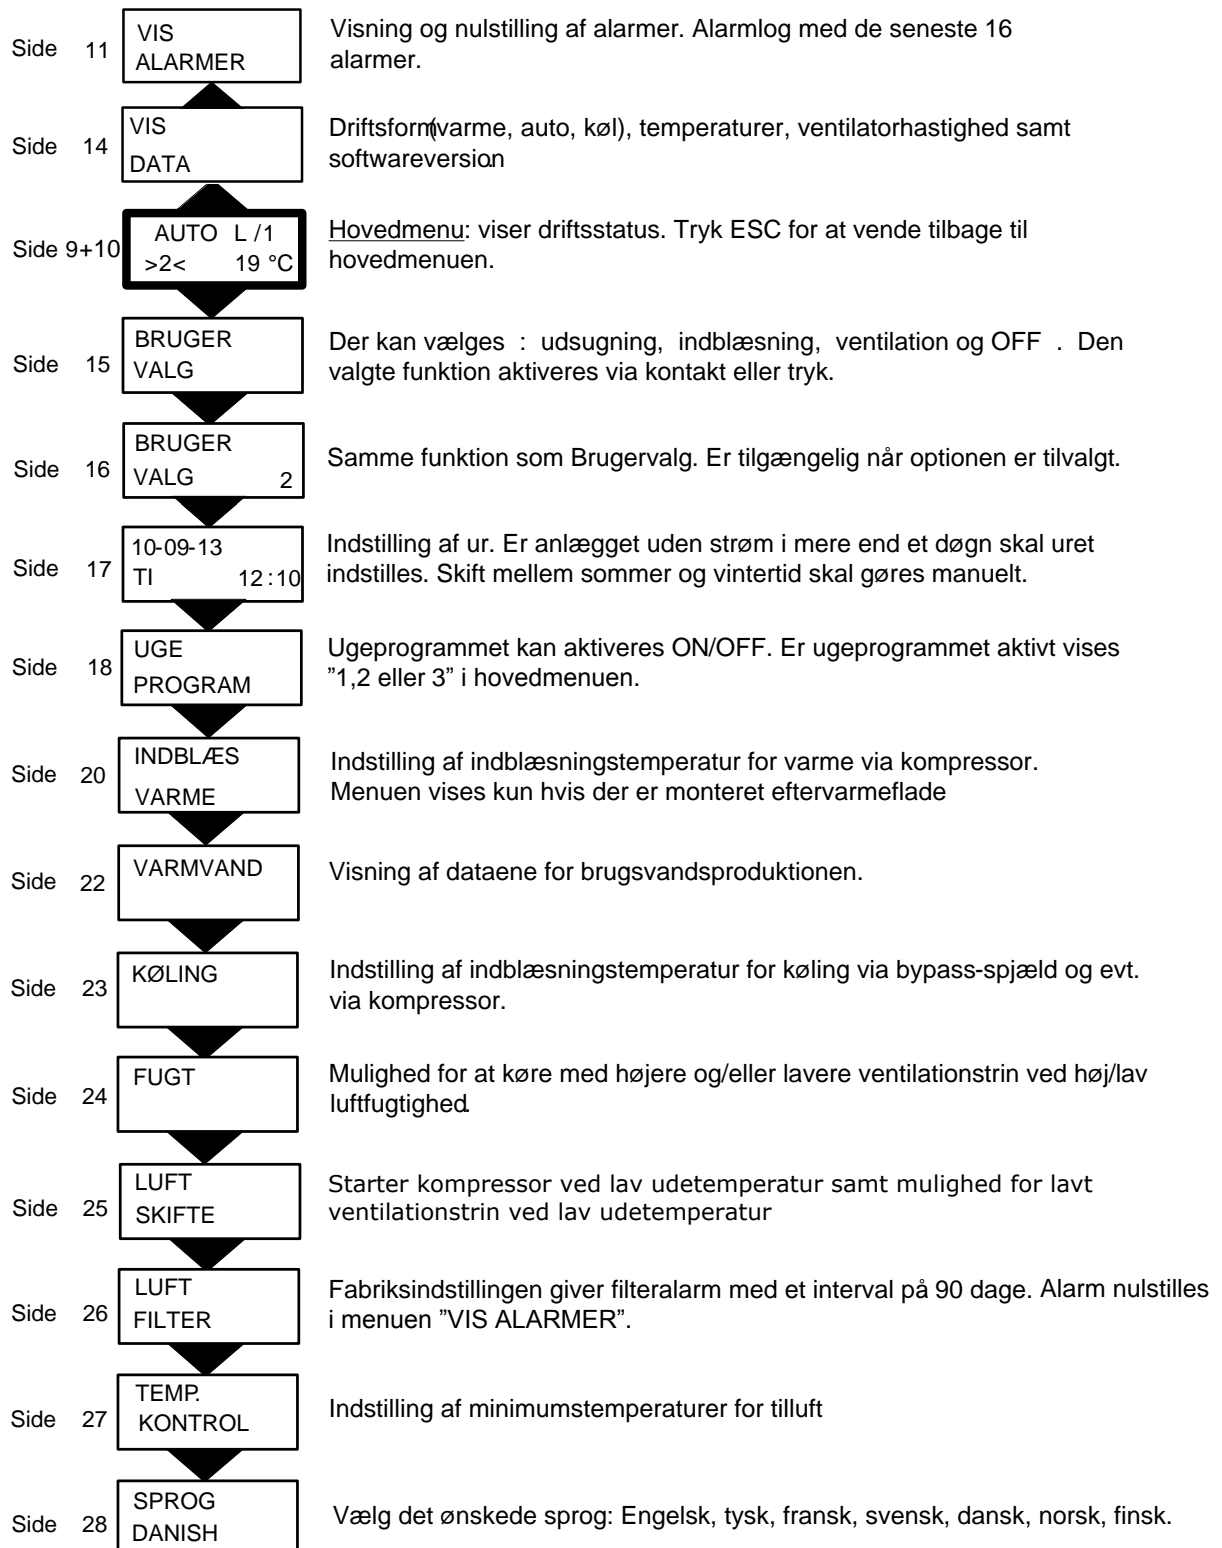 Side 11
VIS
ALARMER
Visning og nulstilling af alarmer. Alarmlog med de seneste 16
alarmer.
Side 14
VIS
DATA
Driftsform(varme, auto, køl), temperaturer, ventilatorhastighed samt
softwareversion
Side 9+10
AUTO L /1
>2< 19 °C
Hovedmenu: viser driftsstatus. Tryk ESC for at vende tilbage til
hovedmenuen.
Side 15
BRUGER
VALG
Der kan vælges : udsugning, indblæsning, ventilation og OFF . Den
valgte funktion aktiveres via kontakt eller tryk.
Side 16
BRUGER
VALG 2
Samme funktion som Brugervalg. Er tilgængelig når optionen er tilvalgt.
Side 17
10-09-13
TI 12:10
Indstilling af ur. Er anlægget uden strøm i mere end et døgn skal uret
indstilles. Skift mellem sommer og vintertid skal gøres manuelt.
Side 18
UGE
PROGRAM
Ugeprogrammet kan aktiveres ON/OFF. Er ugeprogrammet aktivt vises
”1,2 eller 3” i hovedmenuen.
Side 20
INDBLÆS
VARME
Indstilling af indblæsningstemperatur for varme via kompressor.
Menuen vises kun hvis der er monteret eftervarmeflade
Side 22
VARMVAND
Visning af dataene for brugsvandsproduktionen.
Side 23
KØLING
Indstilling af indblæsningstemperatur for køling via bypass-spjæld og evt.
via kompressor.
Side 24
FUGT
Mulighed for at køre med højere og/eller lavere ventilationstrin ved høj/lav
luftfugtighed.
Side 25
LUFT
SKIFTE
Starter kompressor ved lav udetemperatur samt mulighed for lavt
ventilationstrin ved lav udetemperatur
Side 26
LUFT
FILTER
Fabriksindstillingen giver filteralarm med et interval på 90 dage. Alarm nulstilles
i menuen ”VIS ALARMER”.
Side 27
TEMP.
KONTROL
Indstilling af minimumstemperaturer for tilluft
Side 28
SPROG
DANISH
Vælg det ønskede sprog: Engelsk, tysk, fransk, svensk, dansk, norsk, finsk.